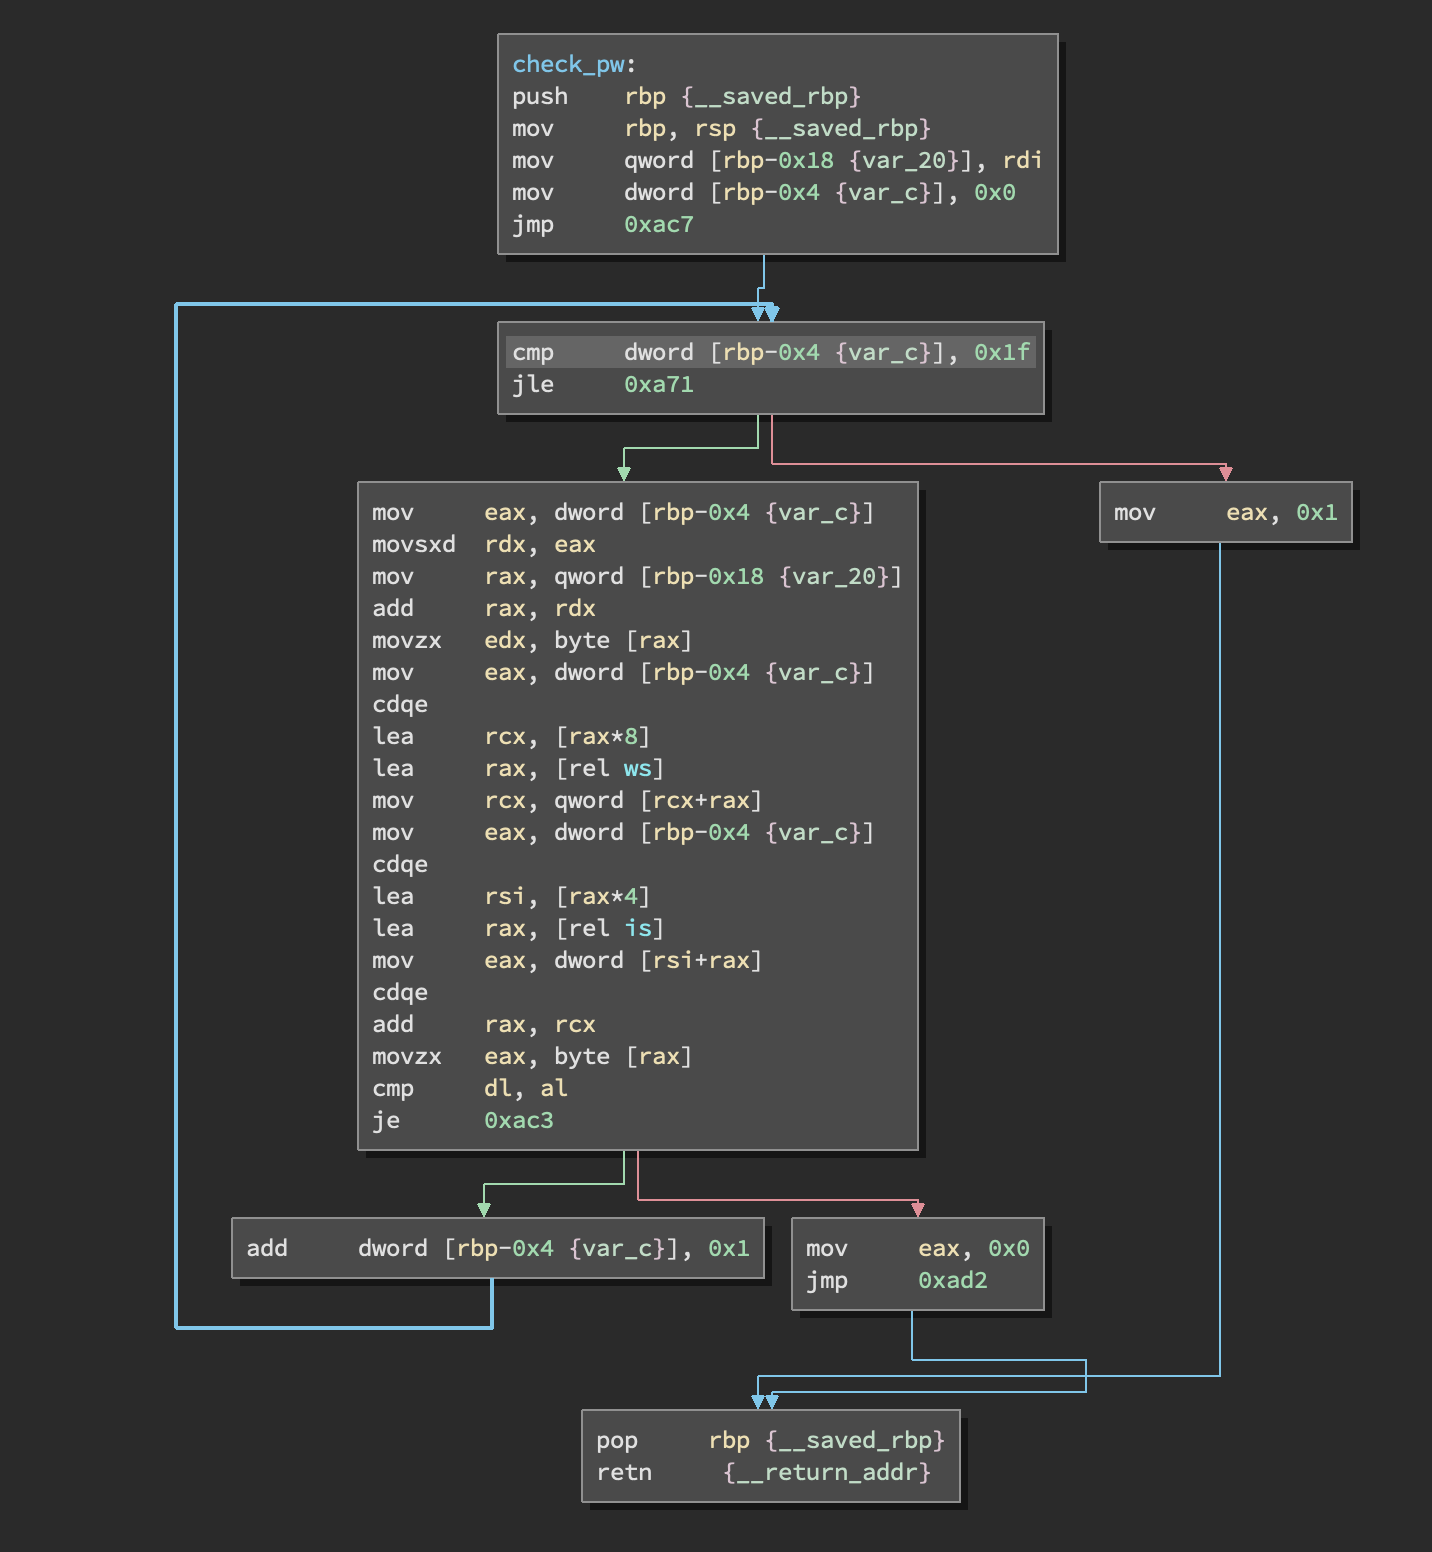 check_pw:
push rbp {__saved_rbp}
mov rbp, rsp {__saved_rbp}
mov qword [rbp-0x18 {var_20}], rdi
mov dword [rbp-0x4 {var_c}], 0x0
jmp 0xac7
cmp dword [rbp-0x4 {var_c}], 0x1f
jle 0xa71
mov eax, dword [rbp-0x4 {var_c}]
movsxd rdx, eax
mov rax, qword [rbp-0x18 {var_20}]
add rax, rdx
movzx edx, byte [rax]
mov eax, dword [rbp-0x4 {var_c}]
cdqe
lea rcx, [rax*8]
lea rax, [rel ws]
mov rcx, qword [rcx+rax]
mov eax, dword [rbp-0x4 {var_c}]
cdqe
lea rsi, [rax*4]
lea rax, [rel is]
mov eax, dword [rsi+rax]
cdqe
add rax, rcx
movzx eax, byte [rax]
cmp dl, al
je 0xac3
mov eax, 0x1
add dword [rbp-0x4 {var_c}], 0x1
mov eax, 0x0
jmp 0xad2
pop rbp {__saved_rbp}
retn {__return_addr}